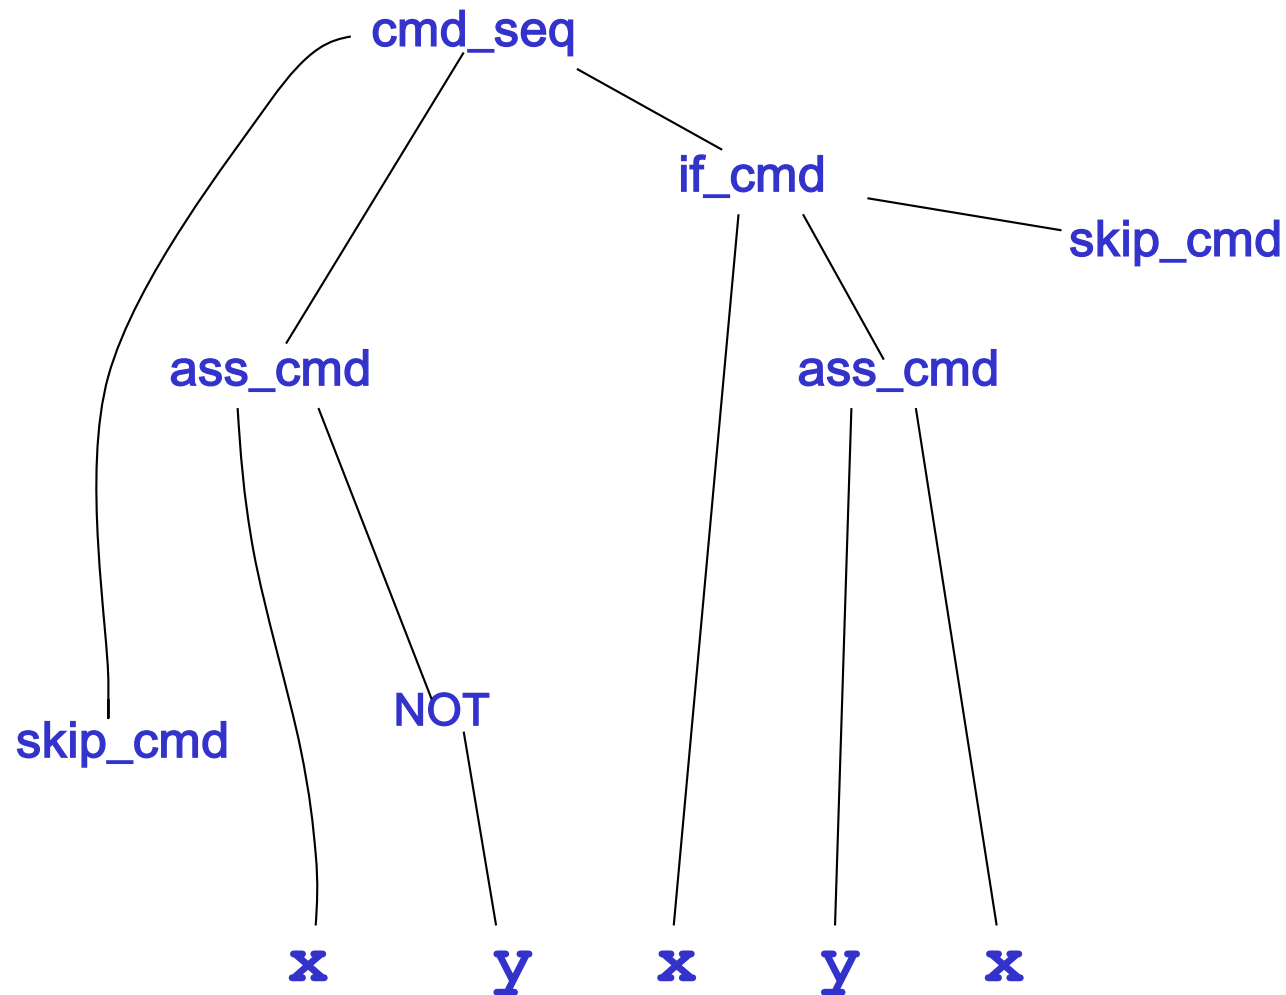 cmd_seq
if_cmd
skip_cmd
ass_cmd ass_cmd
NOT
skip_cmd
x y x y x